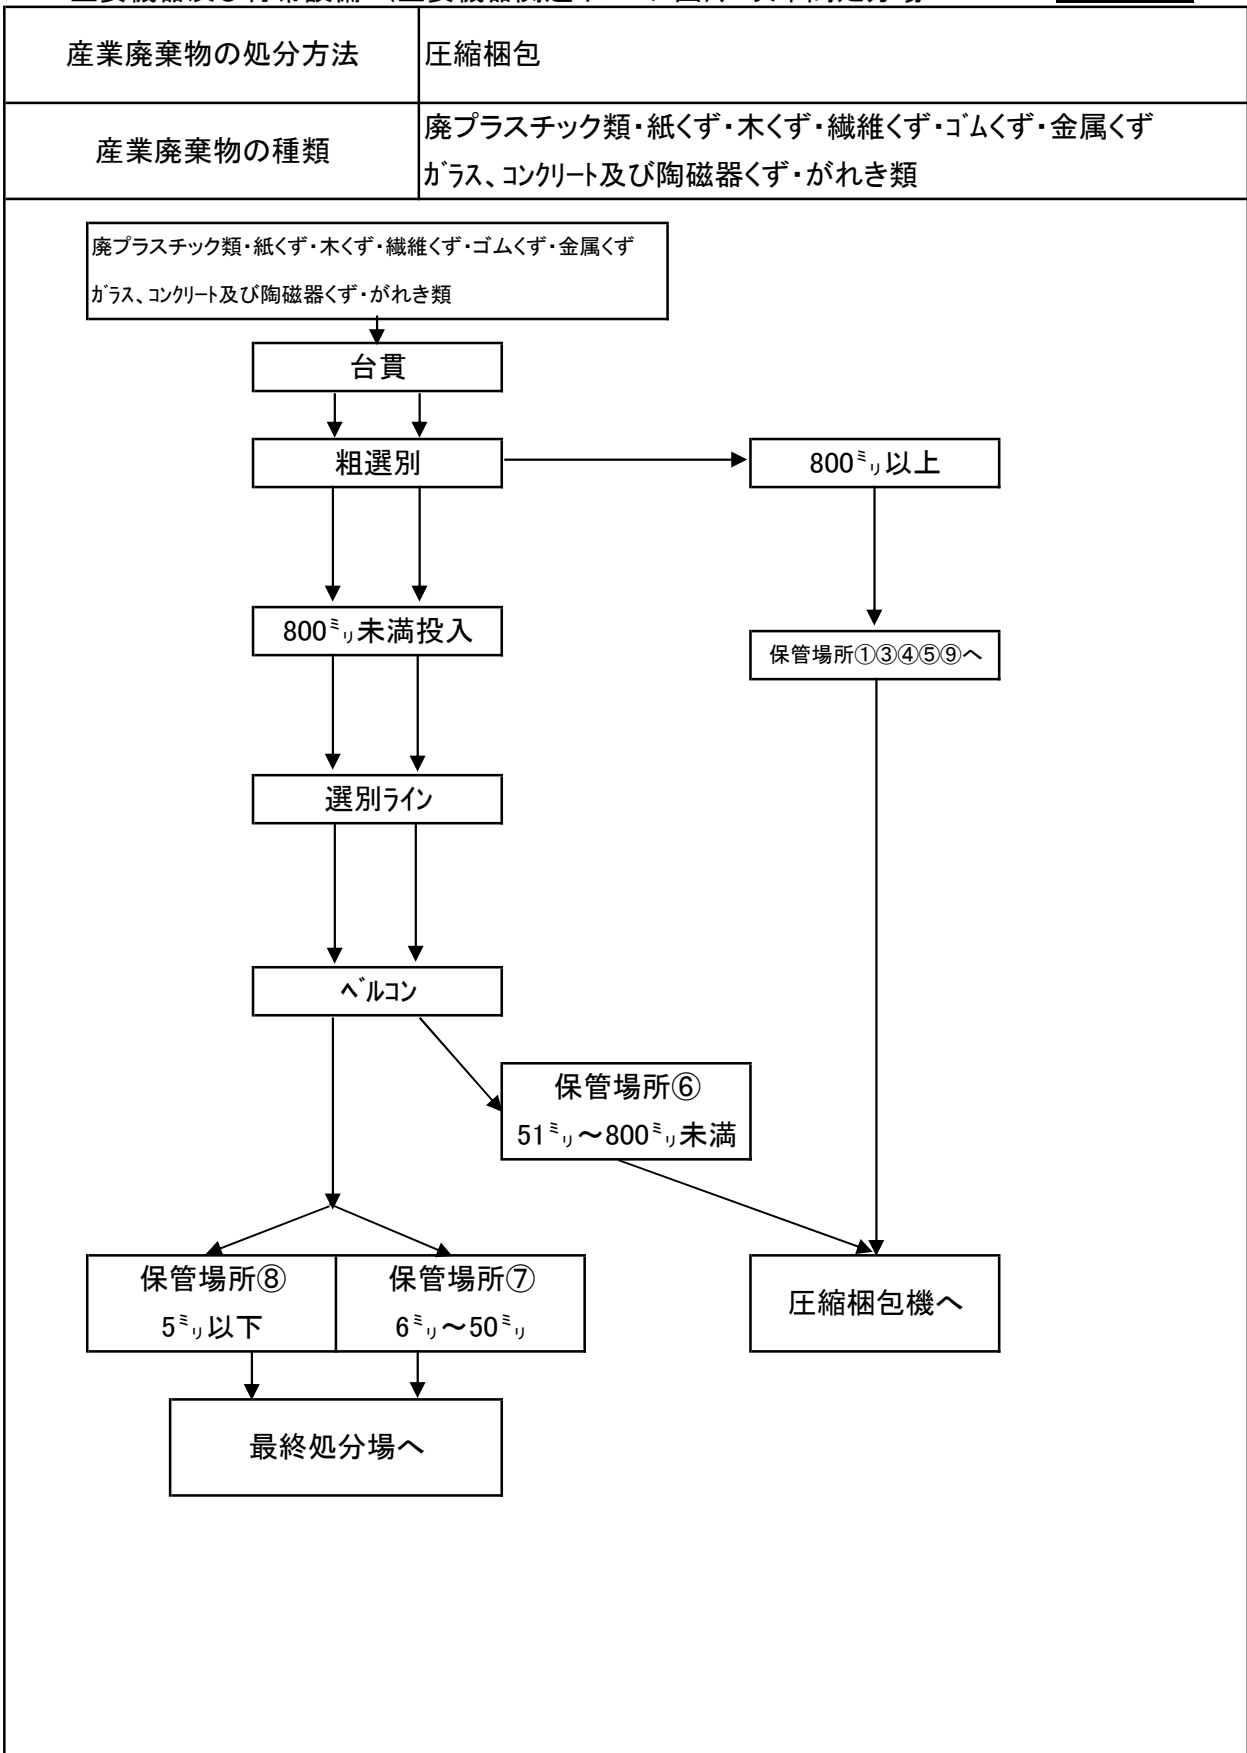 産業廃棄物の処分方法
圧縮梱包
産業廃棄物の種類
廃プラスチック類・紙くず・木くず・繊維くず・ゴムくず・金属くず
ガラス、コンクリート及び陶磁器くず・がれき類
廃プラスチック類・紙くず・木くず・繊維くず・ゴムくず・金属くず
ガラス、コンクリート及び陶磁器くず・がれき類
台貫
粗選別
800㍉以上
800㍉未満投入
保管場所①③④⑤⑨へ
選別ライン
ベルコン
保管場所⑥
51㍉～800㍉未満
保管場所⑧
5㍉以下
保管場所⑦
6㍉～50㍉
圧縮梱包機へ
最終処分場へ